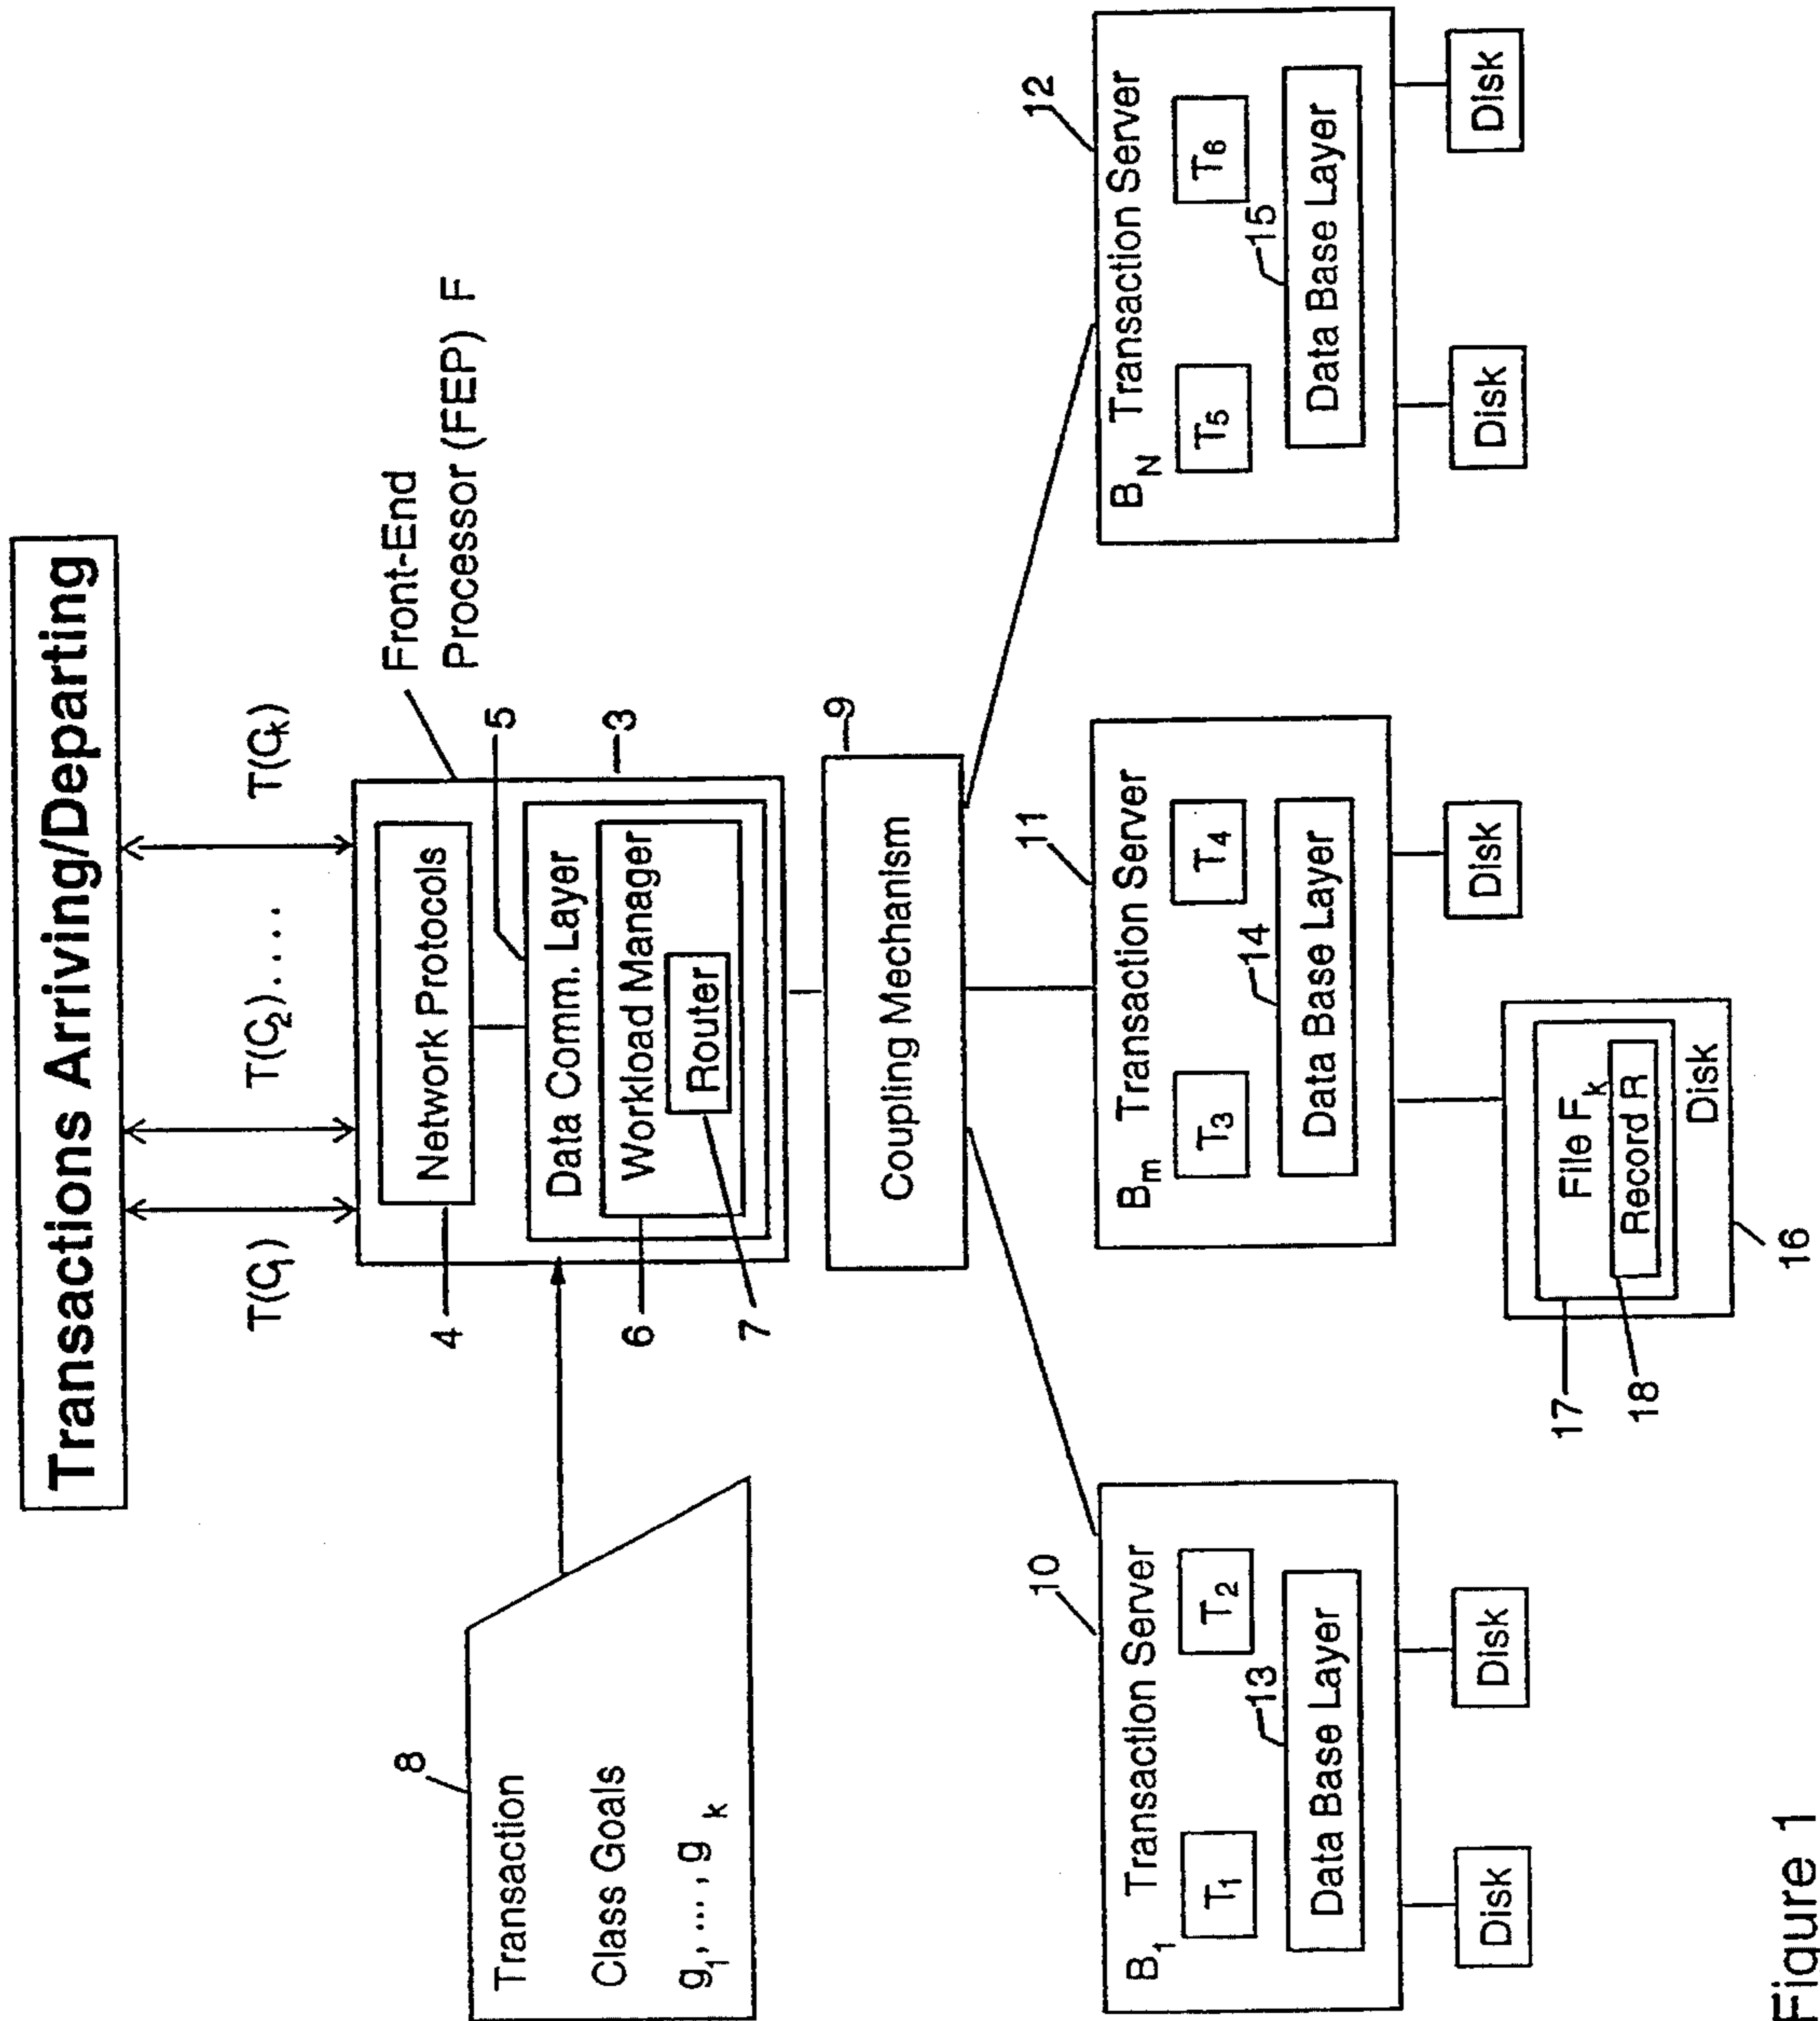 Transactions Arriving/Departing
T(C₁)
T(C₂)....
T(Cₖ)
Front-End
Processor (FEP) F
3
5
Network Protocols
4
Data Comm. Layer
Workload Manager
6
Router
7
8
Transaction
Class Goals
g₁, ... , g ₖ
9
Coupling Mechanism
10
B₁ Transaction Server
T₁
T₂
13
Data Base Layer
Disk
Disk
11
Bₘ Transaction Server
T₃
T₄
14
Data Base Layer
File Fₖ
Record R
Disk
17
18
16
Disk
12
B_N Transaction Server
T₅
T₆
15
Data Base Layer
Disk
Disk
Figure 1